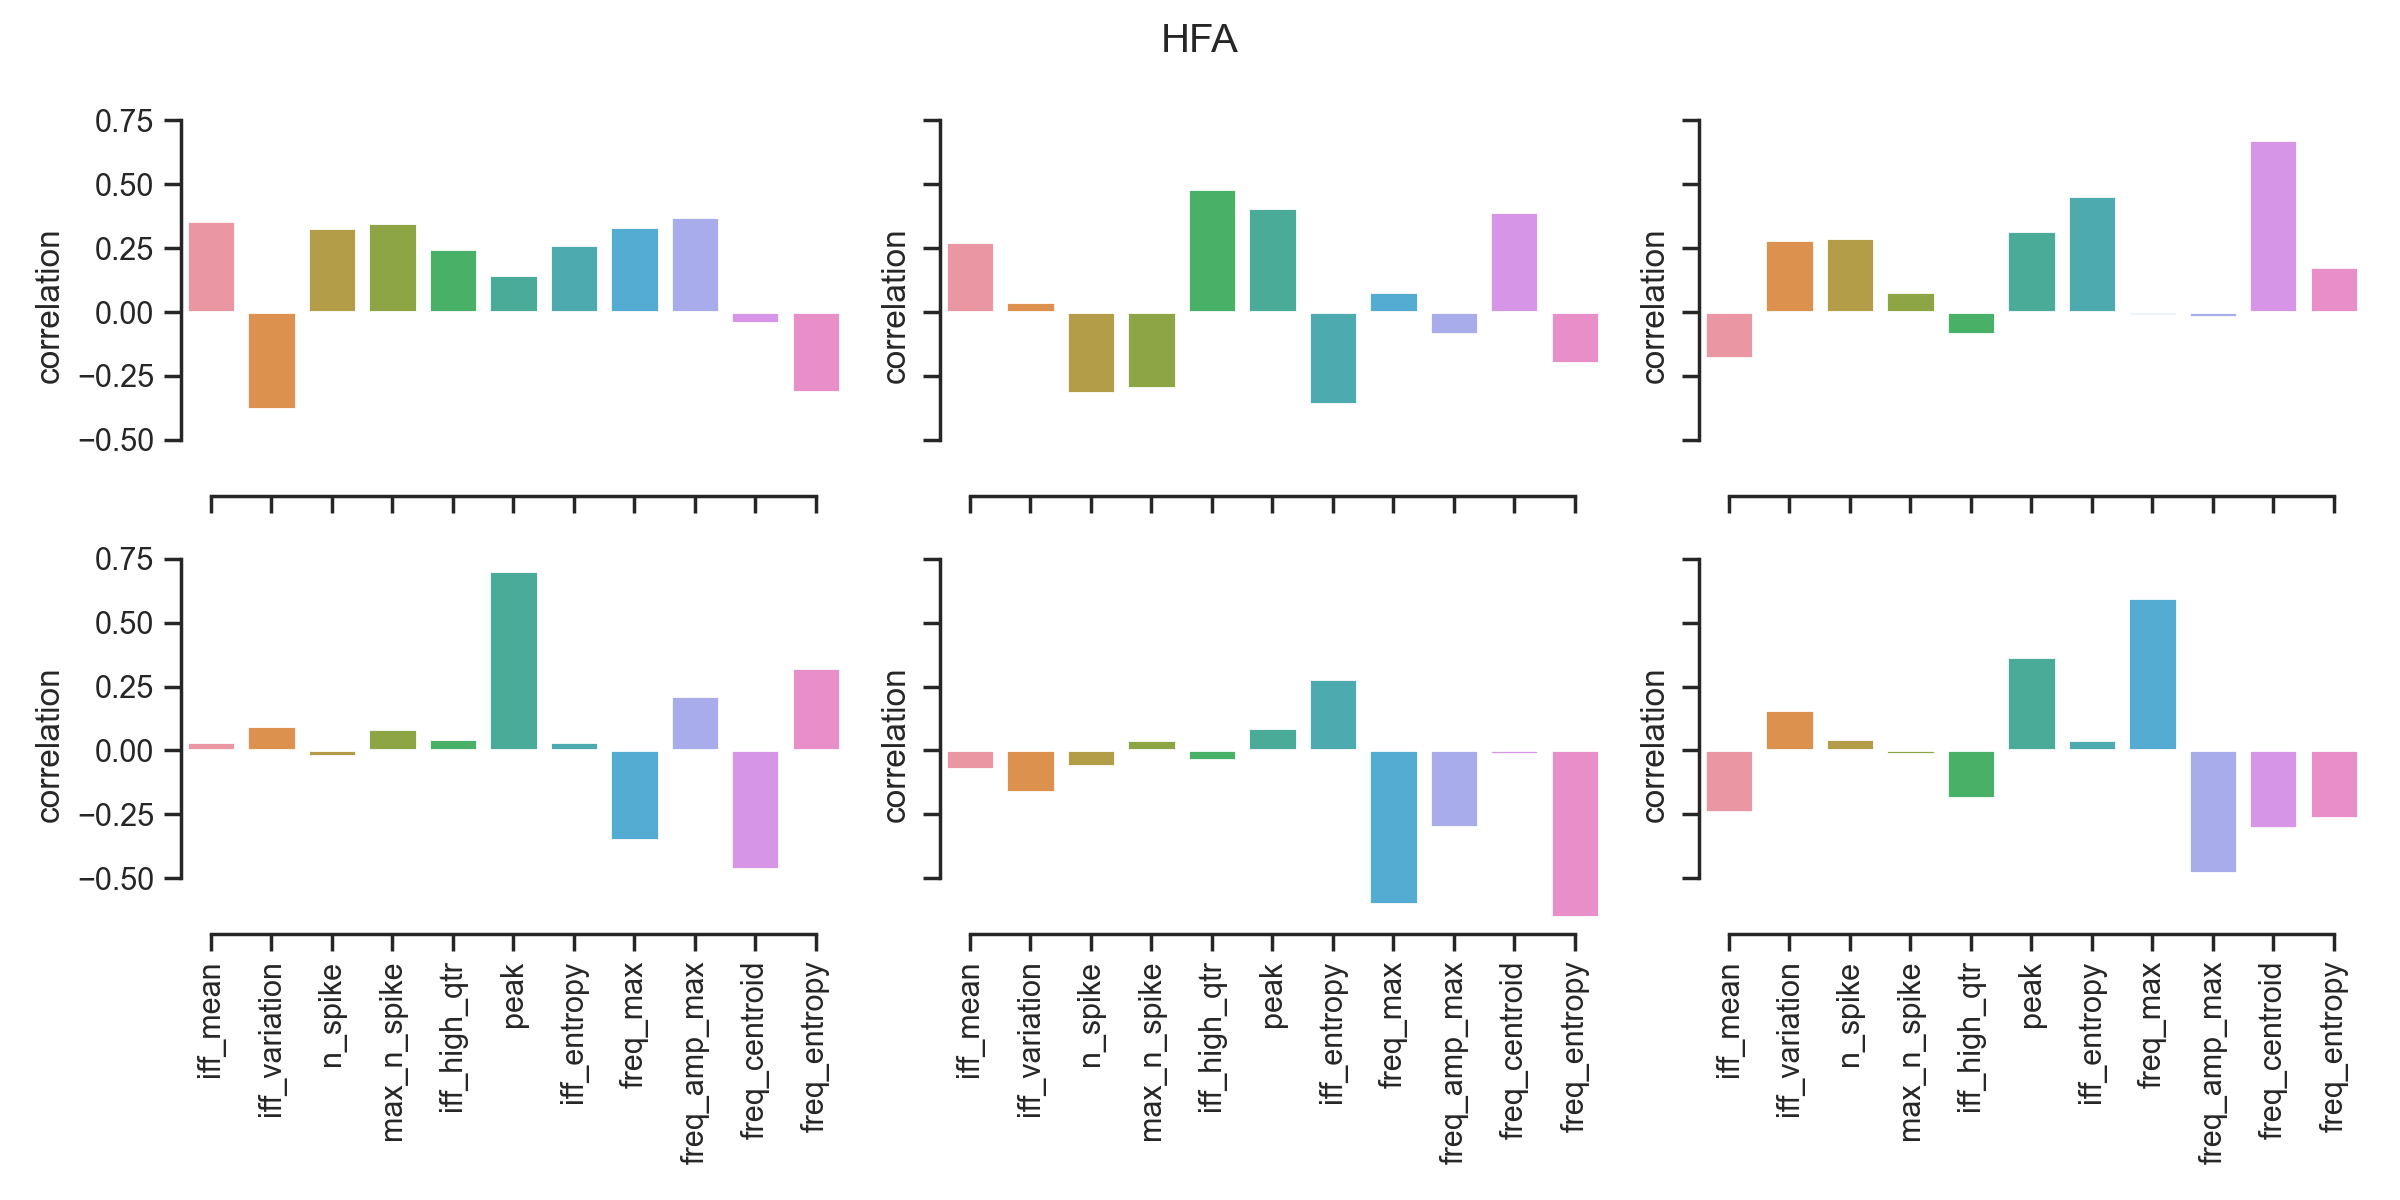 HFA
correlation
0.75
0.50
0.25
0.00
−0.25
−0.50
correlation
correlation
correlation
0.75
0.50
0.25
0.00
−0.25
−0.50
iff_mean
iff_variation
n_spike
max_n_spike
iff_high_qtr
peak
iff_entropy
freq_max
freq_amp_max
freq_centroid
freq_entropy
correlation
iff_mean
iff_variation
n_spike
max_n_spike
iff_high_qtr
peak
iff_entropy
freq_max
freq_amp_max
freq_centroid
freq_entropy
correlation
iff_mean
iff_variation
n_spike
max_n_spike
iff_high_qtr
peak
iff_entropy
freq_max
freq_amp_max
freq_centroid
freq_entropy